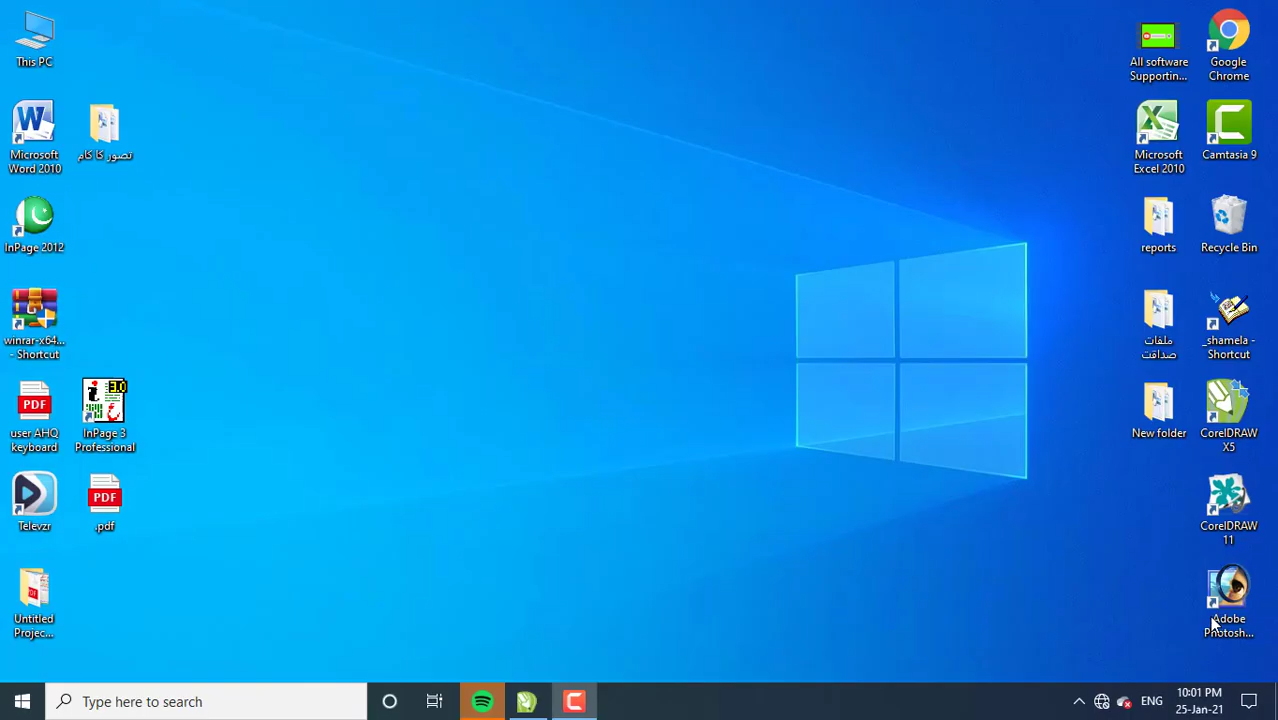 This PC
Microsoft
Word 2010
تصور کا کام
InPage 2012
winrar-x64...
- Shortcut
PDF
user AHQ
keyboard
3.0
InPage 3
Professional
Televzr
PDF
.pdf
Untitled
Projec...
All software
Supportin...
Google
Chrome
Microsoft
Excel 2010
Camtasia 9
reports
Recycle Bin
ملفات
صداقت
_shamela -
Shortcut
New folder
CorelDRAW
X5
CorelDRAW
11
Adobe
Photosh...
Type here to search
ENG
10:01 PM
25-Jan-21